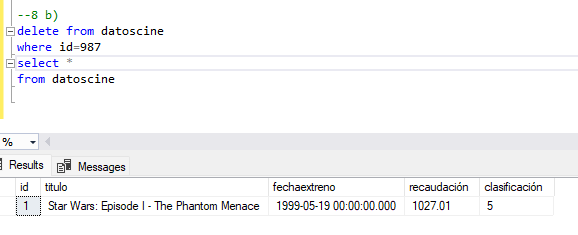 --8 b)
delete from datoscine
where id=987
select *
from datoscine
%
Results Messages
id titulo fechaextreno recaudación clasificación
1 Star Wars: Episode I - The Phantom Menace 1999-05-19 00:00:00.000 1027.01 5